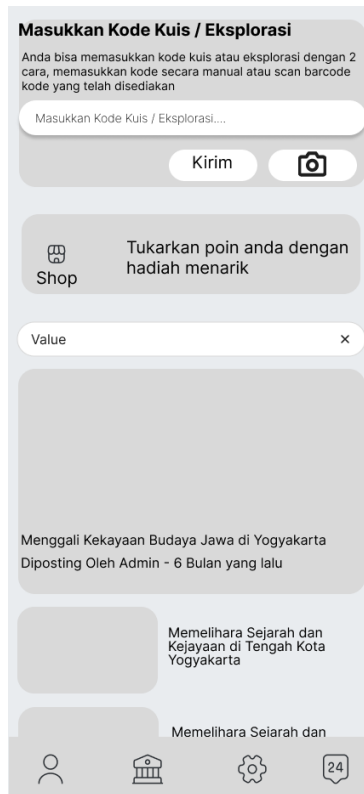 Masukkan Kode Kuis / Eksplorasi
Anda bisa memasukkan kode kuis atau eksplorasi dengan 2
cara, memasukkan kode secara manual atau scan barcode
kode yang telah disediakan
Masukkan Kode Kuis / Eksplorasi....
Kirim
Shop
Tukarkan poin anda dengan
hadiah menarik
Value
Menggali Kekayaan Budaya Jawa di Yogyakarta
Diposting Oleh Admin - 6 Bulan yang lalu
Memelihara Sejarah dan
Kejayaan di Tengah Kota
Yogyakarta
Memelihara Sejarah dan
24